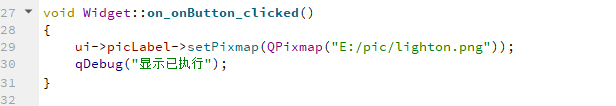 27 void Widget::on_onButton_clicked()
28 {
29     ui->picLabel->setPixmap(QPixmap("E:/pic/lighton.png"));
30     qDebug("显示已执行");
31 }
32